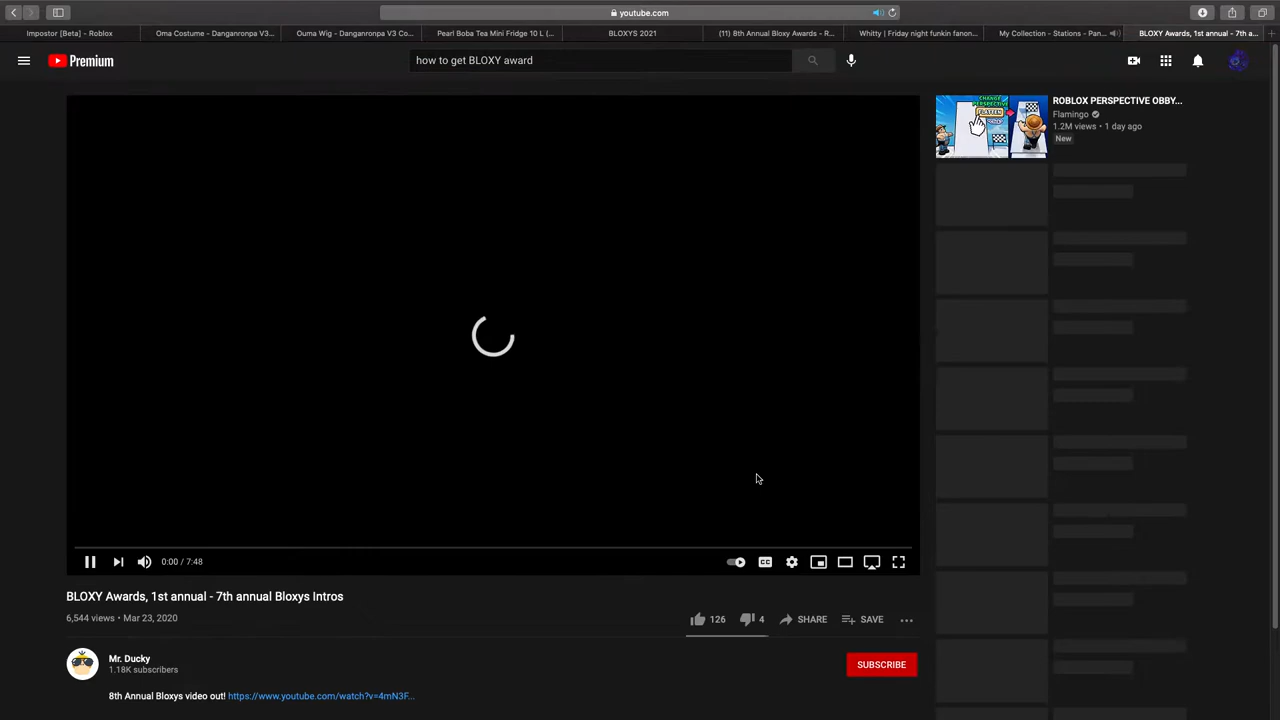 youtube.com
Impostor [Beta] - Roblox
Oma Costume - Danganronpa V3...
Ouma Wig - Danganronpa V3 Co...
Pearl Boba Tea Mini Fridge 10 L (...
BLOXYS 2021
(11) 8th Annual Bloxy Awards - R...
Whitty | Friday night funkin fanon...
My Collection - Stations - Pan...
BLOXY Awards, 1st annual - 7th a...
Premium
how to get BLOXY award
CHANGE
PERSPECTIVE
FLATTEN
ROBLOX PERSPECTIVE OBBY...
Flamingo
1.2M views • 1 day ago
New
0:00 / 7:48
CC
BLOXY Awards, 1st annual - 7th annual Bloxys Intros
6,544 views • Mar 23, 2020
126
4
SHARE
SAVE
Mr. Ducky
1.18K subscribers
SUBSCRIBE
8th Annual Bloxys video out! https://www.youtube.com/watch?v=4mN3F...